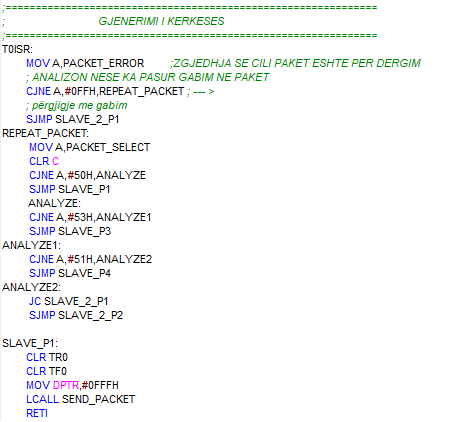 ;==============================================================
; GJENERIMI I KERKESES
;==============================================================
T0ISR:
MOV A,PACKET_ERROR ;ZGJEDHJA SE CILI PAKET ESHTE PER DERGIM
; ANALIZON NESE KA PASUR GABIM NE PAKET
CJNE A,#0FFH,REPEAT_PACKET ; --- >
; përgjigje me gabim
SJMP SLAVE_2_P1
REPEAT_PACKET:
MOV A,PACKET_SELECT
CLR C
CJNE A,#50H,ANALYZE
SJMP SLAVE_P1
ANALYZE:
CJNE A,#53H,ANALYZE1
SJMP SLAVE_P3
ANALYZE1:
CJNE A,#51H,ANALYZE2
SJMP SLAVE_P4
ANALYZE2:
JC SLAVE_2_P1
SJMP SLAVE_2_P2
SLAVE_P1:
CLR TR0
CLR TF0
MOV DPTR,#0FFFH
LCALL SEND_PACKET
RETI